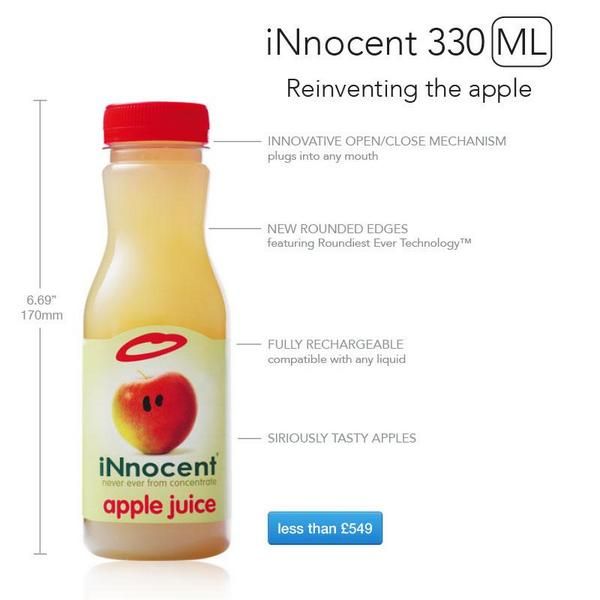 iNnocent 330 ML
Reinventing the apple
INNOVATIVE OPEN/CLOSE MECHANISM
plugs into any mouth
NEW ROUNDED EDGES
featuring Roundiest Ever Technology™
6.69"
170mm
FULLY RECHARGEABLE
compatible with any liquid
SIRIOUSLY TASTY APPLES
iNnocent
never ever from concentrate
apple juice
less than £549